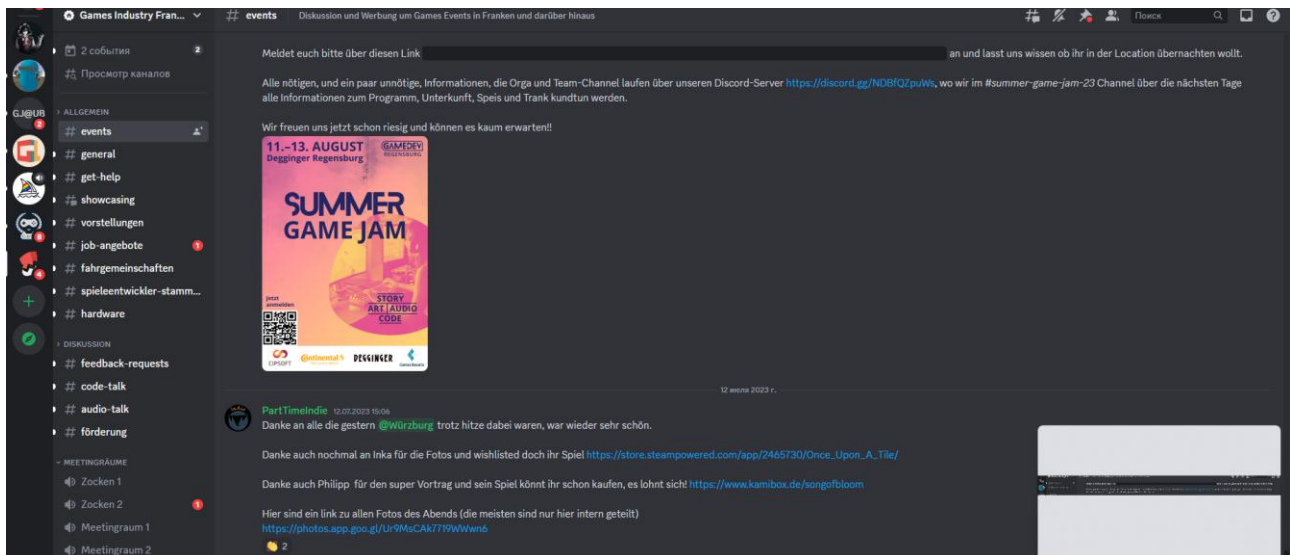 Games Industry Fran...
events
Diskussion und Werbung um Games Events in Franken und darüber hinaus
Поиск
2 события
2
Просмотр каналов
GJ@UB
2
ALLGEMEIN
events
general
get-help
showcasing
vorstellungen
job-angebote
1
fahrgemeinschaften
spieleentwickler-stamm...
hardware
DISKUSSION
feedback-requests
code-talk
audio-talk
förderung
MEETINGRÄUME
Zocken 1
Zocken 2
1
Meetingraum 1
Meetingraum 2
8
4
Meldet euch bitte über diesen Link
an und lasst uns wissen ob ihr in der Location übernachten wollt.
Alle nötigen, und ein paar unnötige, Informationen, die Orga und Team-Channel laufen über unseren Discord-Server https://discord.gg/NDBfQZpuWs, wo wir im #summer-game-jam-23 Channel über die nächsten Tage
alle Informationen zum Programm, Unterkunft, Speis und Trank kundtun werden.
Wir freuen uns jetzt schon riesig und können es kaum erwarten!!
11.–13. AUGUST
Degginger Regensburg
GAMEDEV
REGENSBURG
SUMMER
GAME JAM
jetzt
anmelden
STORY
ART | AUDIO
CODE
CIPSOFT
Continental
DEGGINGER
12 июля 2023 г.
PartTimeIndie 12.07.2023 15:06
Danke an alle die gestern @Würzburg trotz hitze dabei waren, war wieder sehr schön.
Danke auch nochmal an Inka für die Fotos und wishlisted doch ihr Spiel https://store.steampowered.com/app/2465730/Once_Upon_A_Tile/
Danke auch Philipp für den super Vortrag und sein Spiel könnt ihr schon kaufen, es lohnt sich! https://www.kamibox.de/songofbloom
Hier sind ein link zu allen Fotos des Abends (die meisten sind nur hier intern geteilt)
https://photos.app.goo.gl/Ur9MsCAk7719WWwn6
2